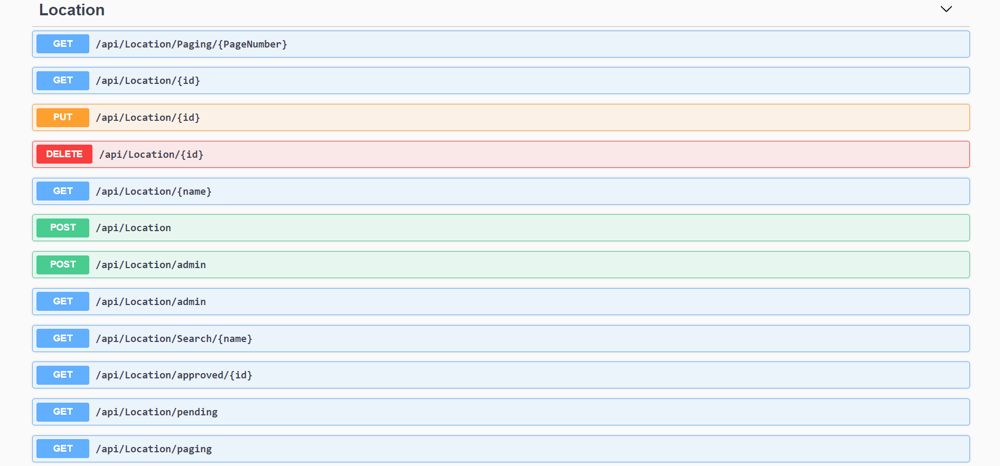 Location
GET /api/Location/Paging/{PageNumber}
GET /api/Location/{id}
PUT /api/Location/{id}
DELETE /api/Location/{id}
GET /api/Location/{name}
POST /api/Location
POST /api/Location/admin
GET /api/Location/admin
GET /api/Location/Search/{name}
GET /api/Location/approved/{id}
GET /api/Location/pending
GET /api/Location/paging